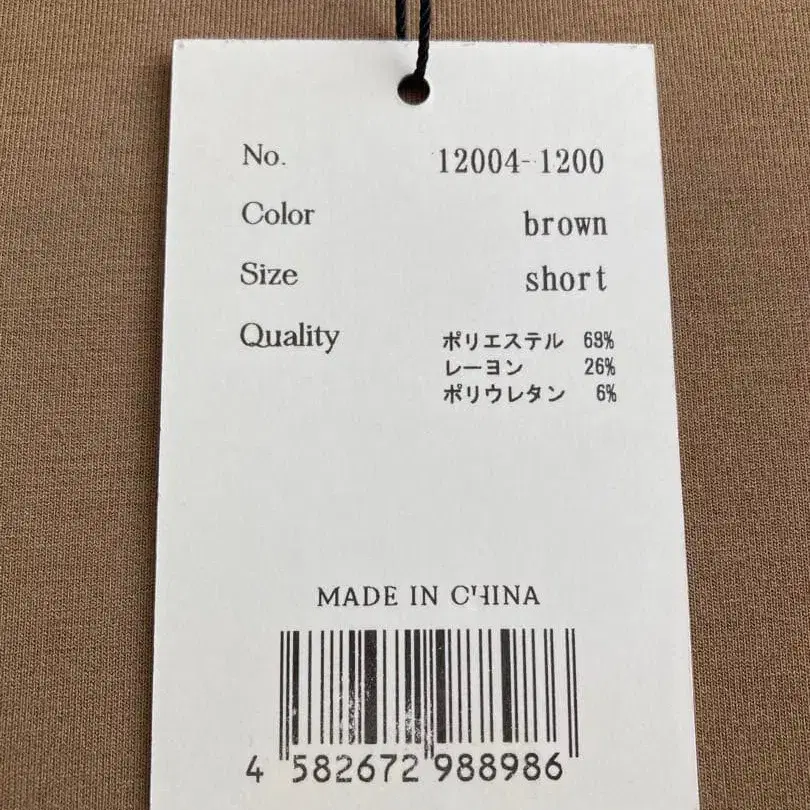 No. 12004-1200
Color brown
Size short
Quality ポリエステル 69%
レーヨン 26%
ポリウレタン 6%
MADE IN CHINA
4 582672 988986